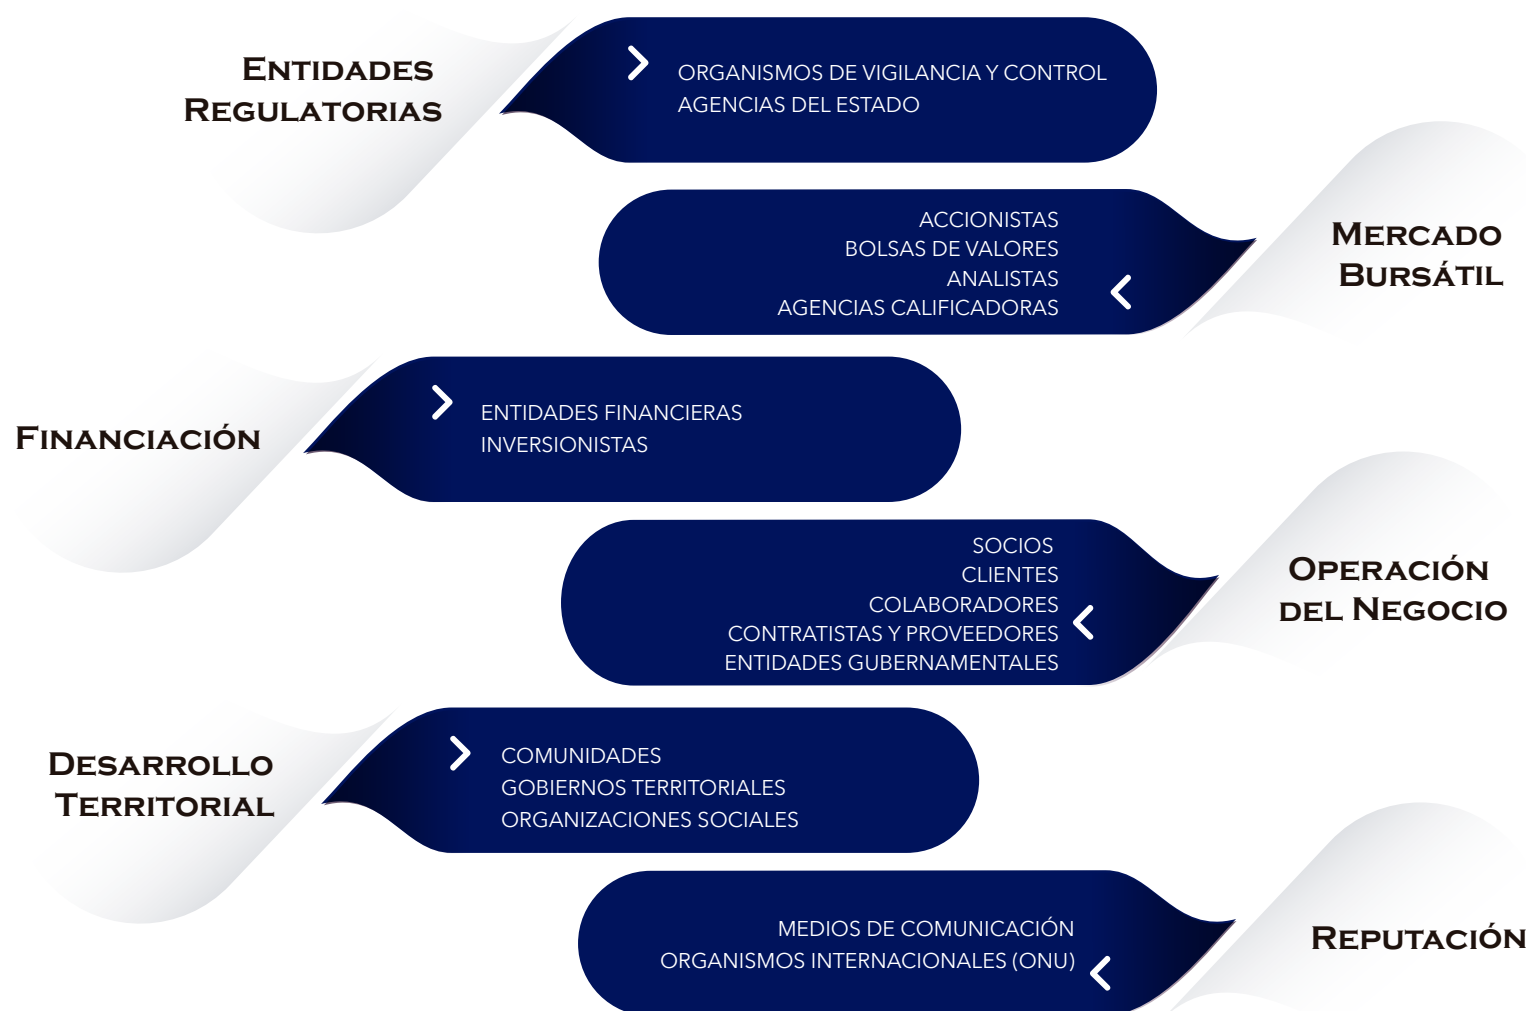 Entidades
Regulatorias
ORGANISMOS DE VIGILANCIA Y CONTROL
AGENCIAS DEL ESTADO
ACCIONISTAS
BOLSAS DE VALORES
ANALISTAS
AGENCIAS CALIFICADORAS
Mercado
Bursátil
Financiación
ENTIDADES FINANCIERAS
INVERSIONISTAS
SOCIOS
CLIENTES
COLABORADORES
CONTRATISTAS Y PROVEEDORES
ENTIDADES GUBERNAMENTALES
Operación
del Negocio
Desarrollo
Territorial
COMUNIDADES
GOBIERNOS TERRITORIALES
ORGANIZACIONES SOCIALES
MEDIOS DE COMUNICACIÓN
ORGANISMOS INTERNACIONALES (ONU)
Reputación